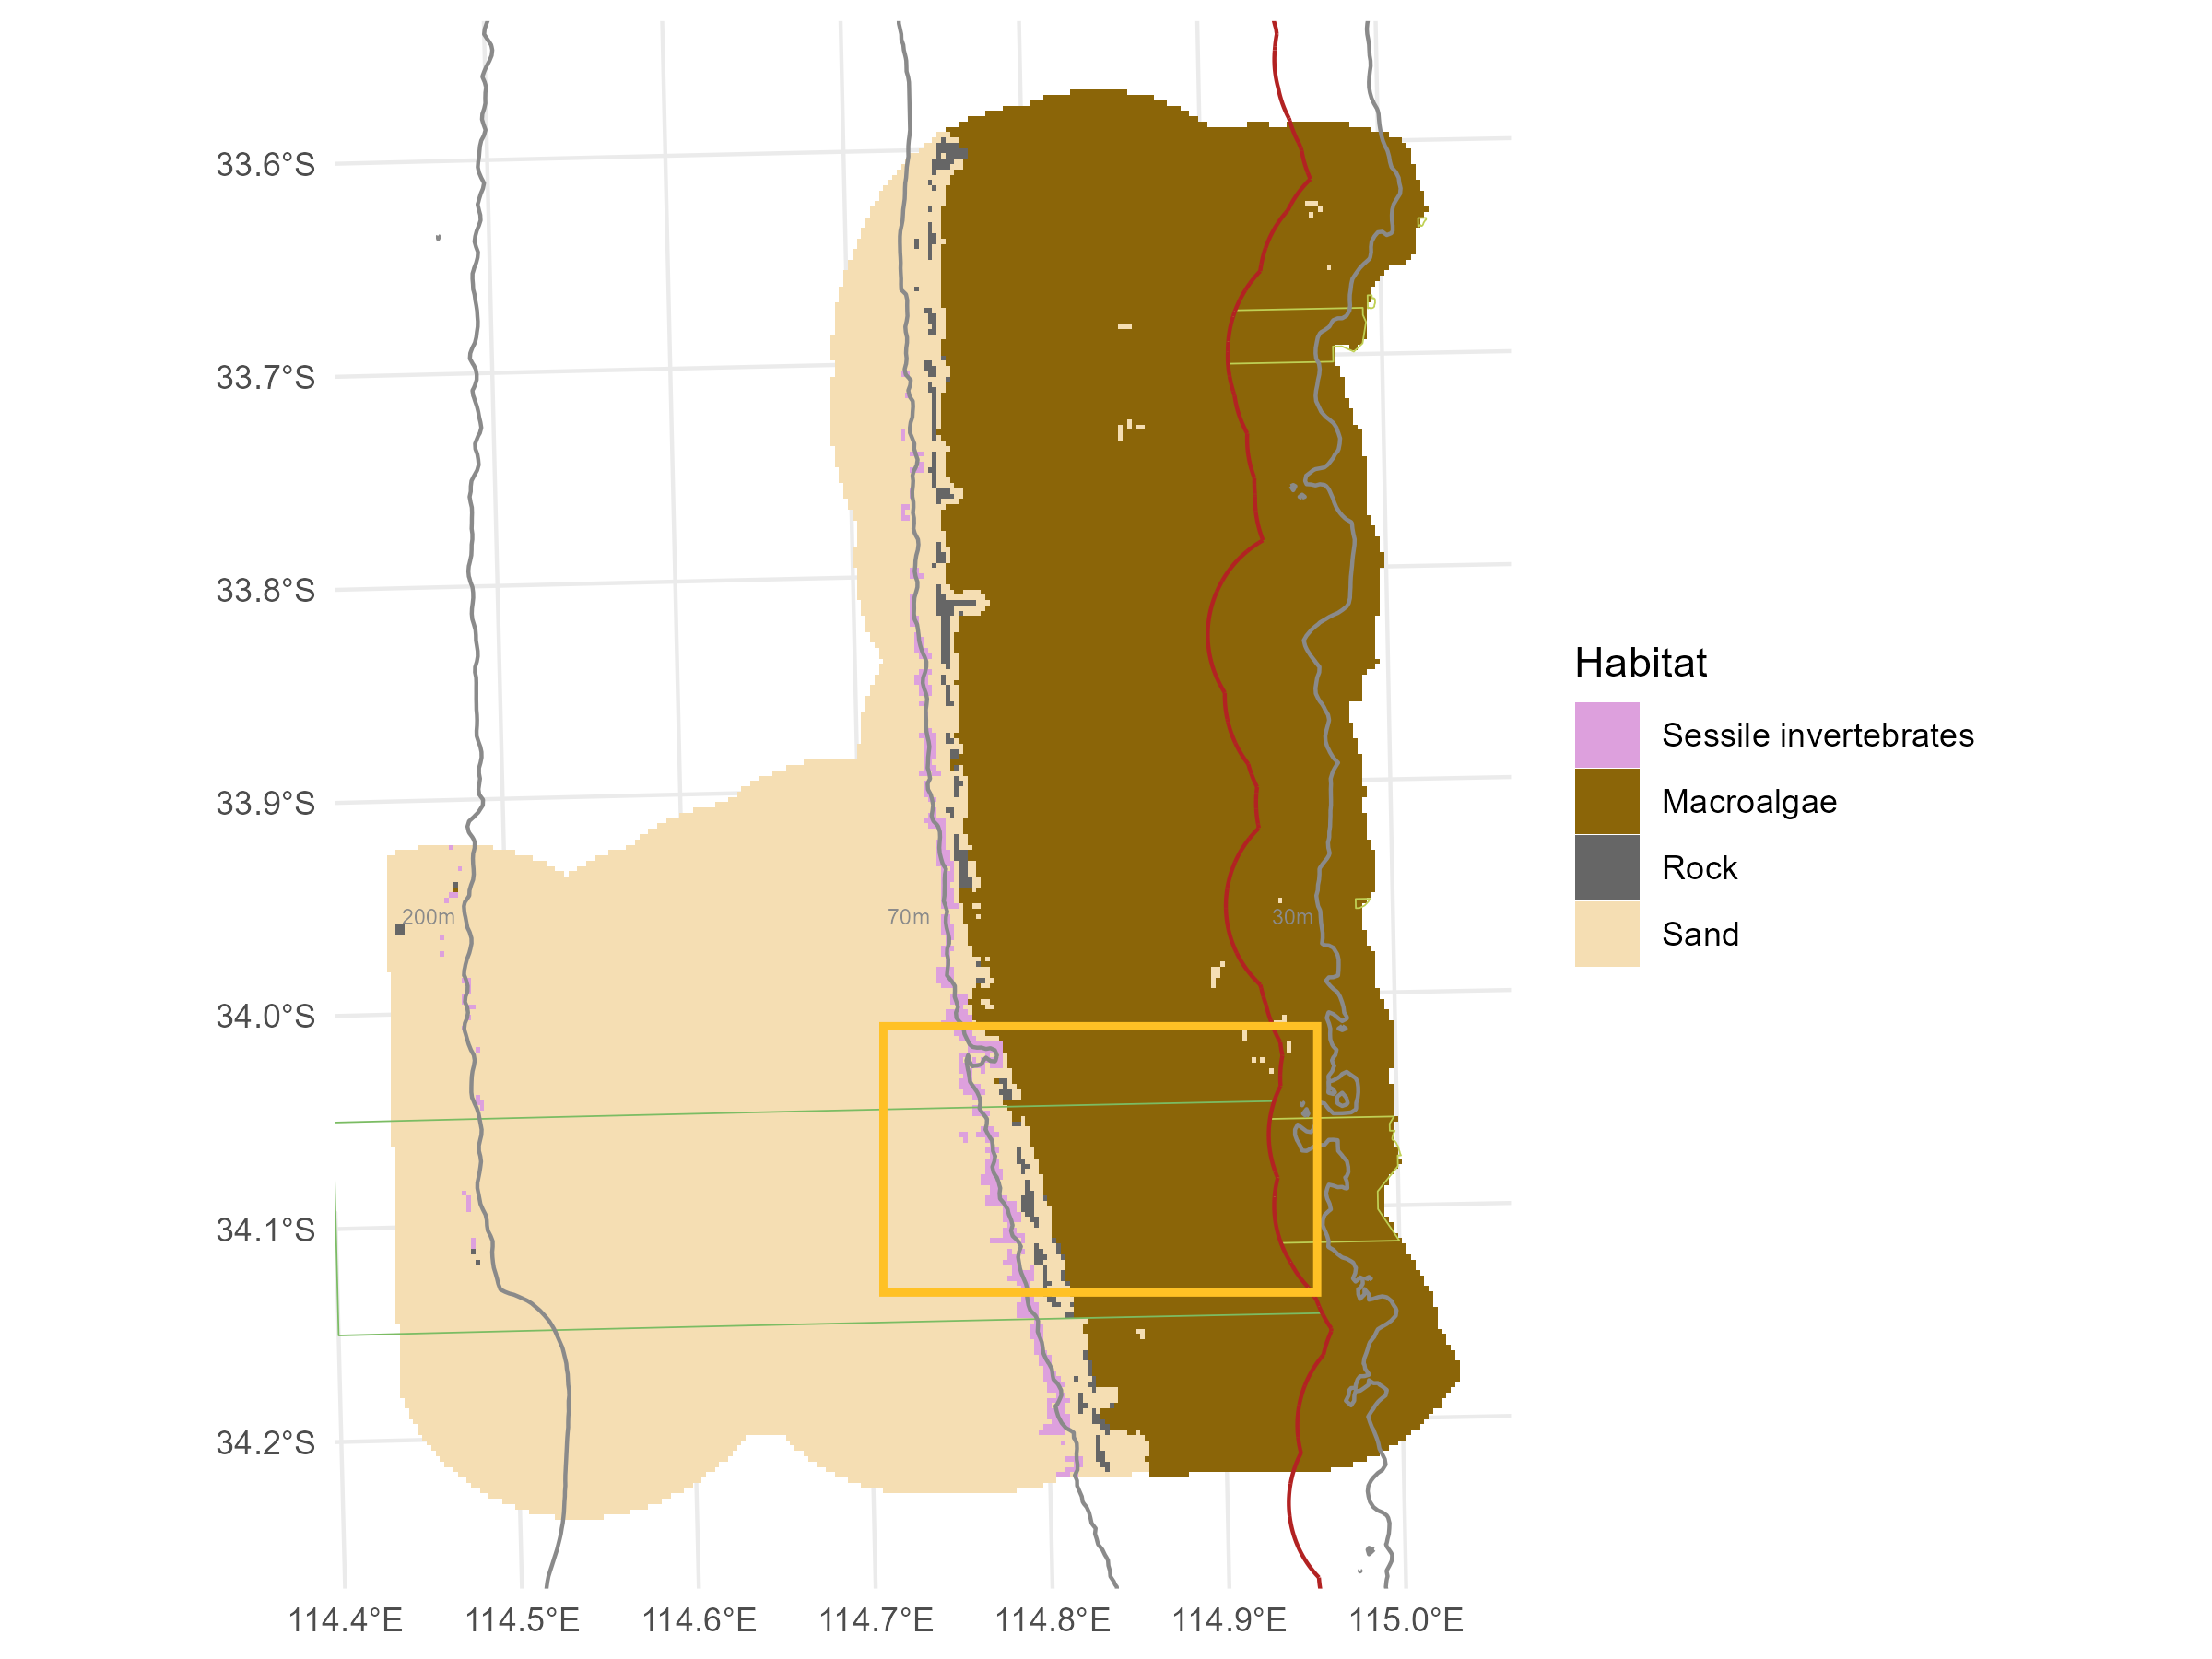 33.6°S
33.7°S
33.8°S
33.9°S
34.0°S
34.1°S
34.2°S
200m
70m
30m
114.4°E
114.5°E
114.6°E
114.7°E
114.8°E
114.9°E
115.0°E
Habitat
Sessile invertebrates
Macroalgae
Rock
Sand